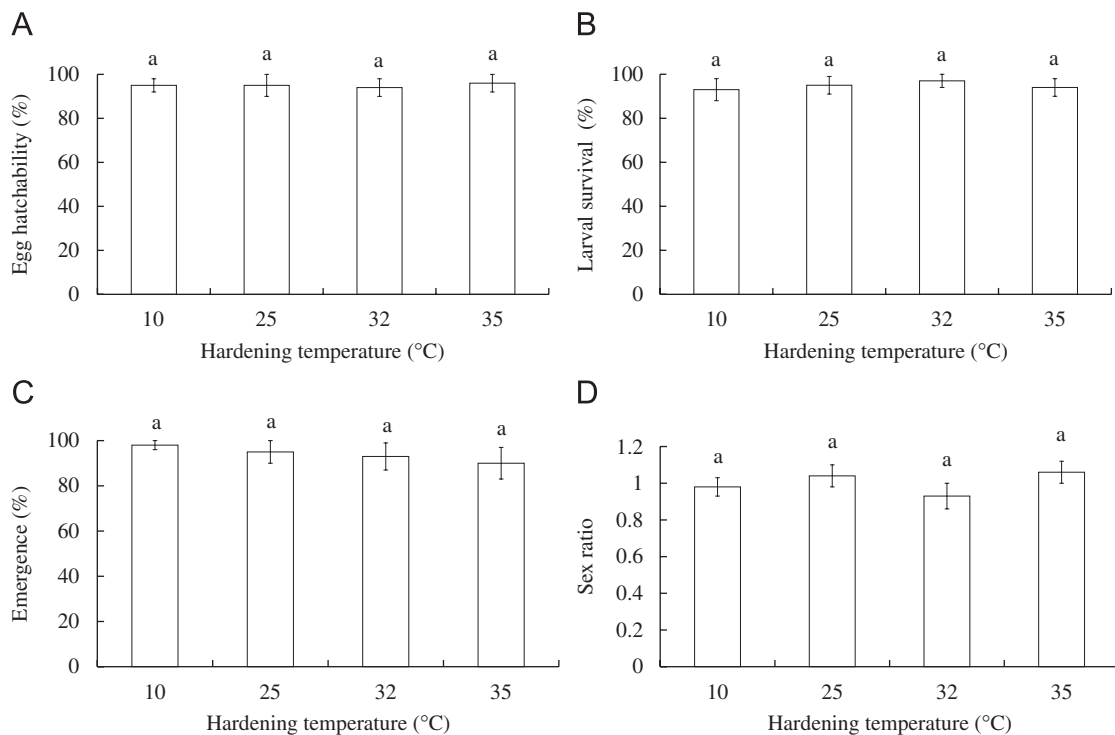 A
a a a a
100
80
60
40
20
0
Egg hatchability (%)
10 25 32 35
Hardening temperature (°C)
B
a a a a
100
80
60
40
20
0
Larval survival (%)
10 25 32 35
Hardening temperature (°C)
C
a a a a
100
80
60
40
20
0
Emergence (%)
10 25 32 35
Hardening temperature (°C)
D
a a a a
1.2
1
0.8
0.6
0.4
0.2
0
Sex ratio
10 25 32 35
Hardening temperature (°C)